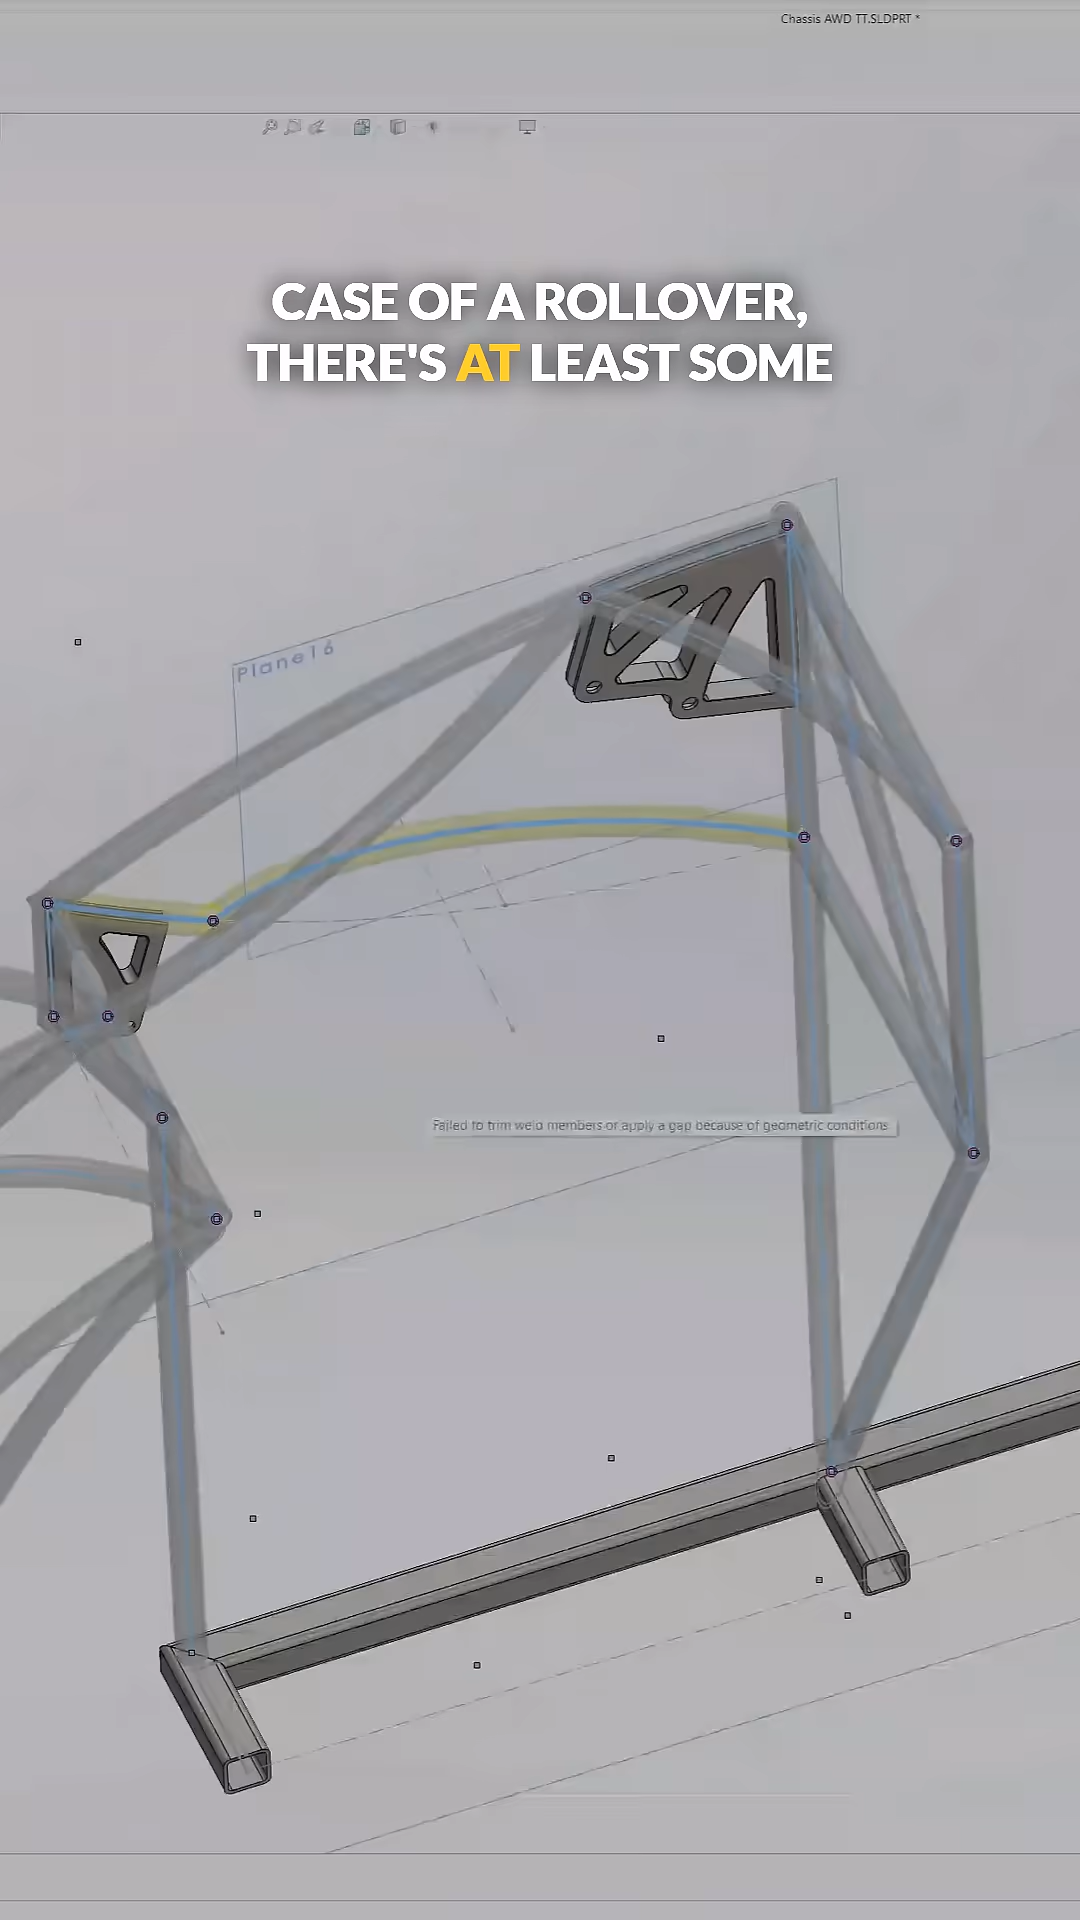 Chassis AWD TT.SLDPRT *
CASE OF A ROLLOVER,
THERE'S AT LEAST SOME
Plane16
Failed to trim weld members or apply a gap because of geometric conditions.